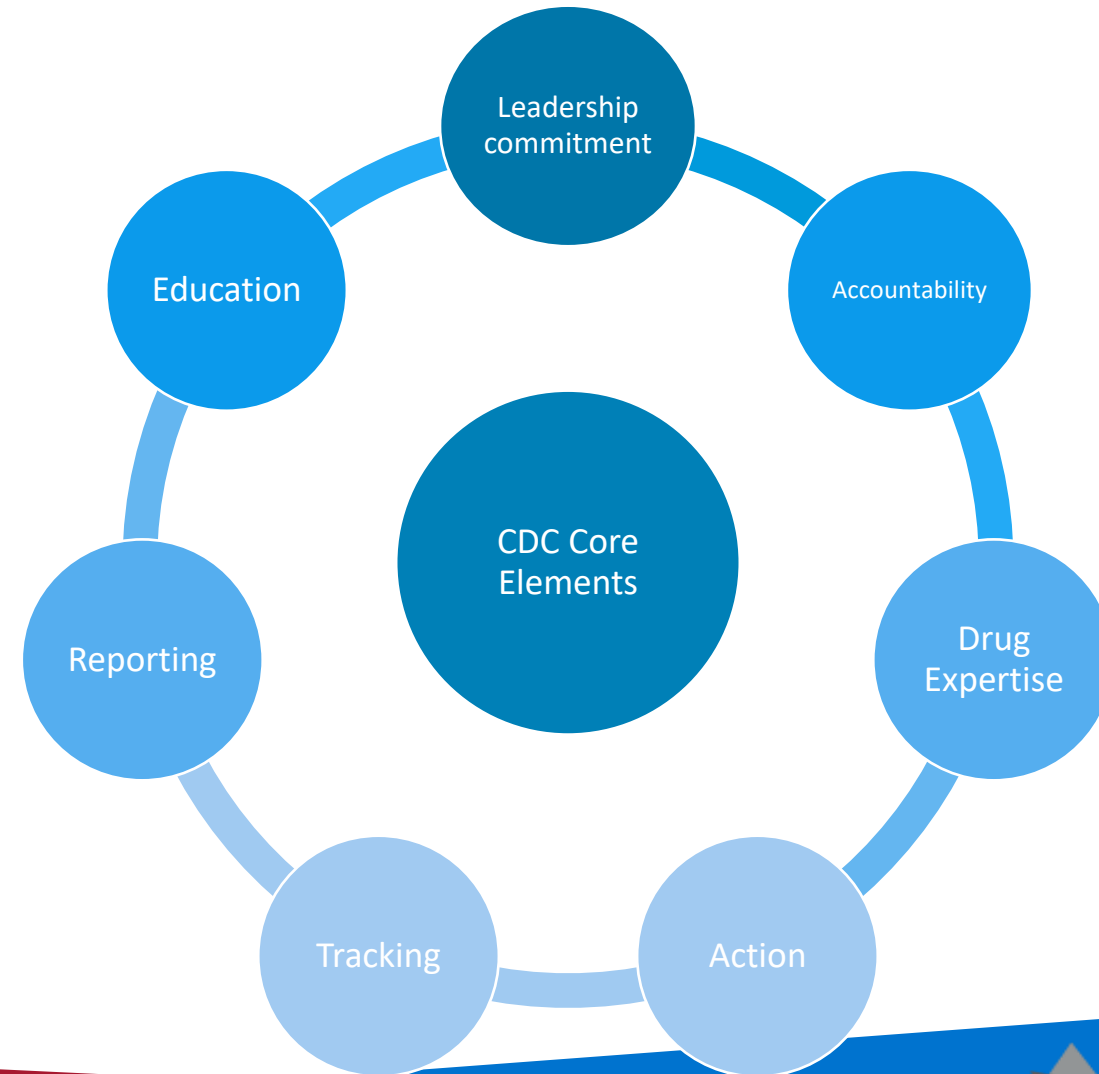 Leadership
commitment
Accountability
Drug
Expertise
Action
Tracking
Reporting
Education
CDC Core
Elements